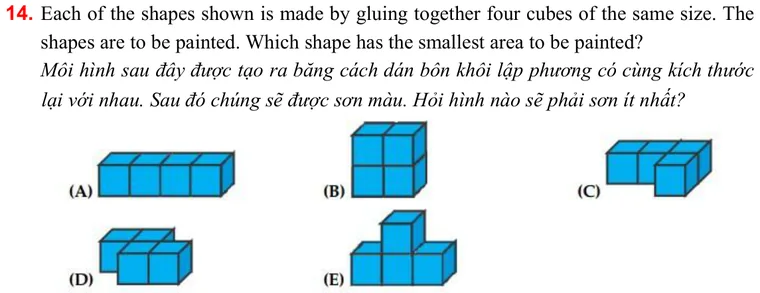 14. Each of the shapes shown is made by gluing together four cubes of the same size. The
shapes are to be painted. Which shape has the smallest area to be painted?
Môi hình sau đây được tạo ra băng cách dán bôn khôi lập phương có cùng kích thước
lại với nhau. Sau đó chúng sẽ được sơn màu. Hỏi hình nào sẽ phải sơn ít nhất?
(A) (B) (C)
(D) (E)